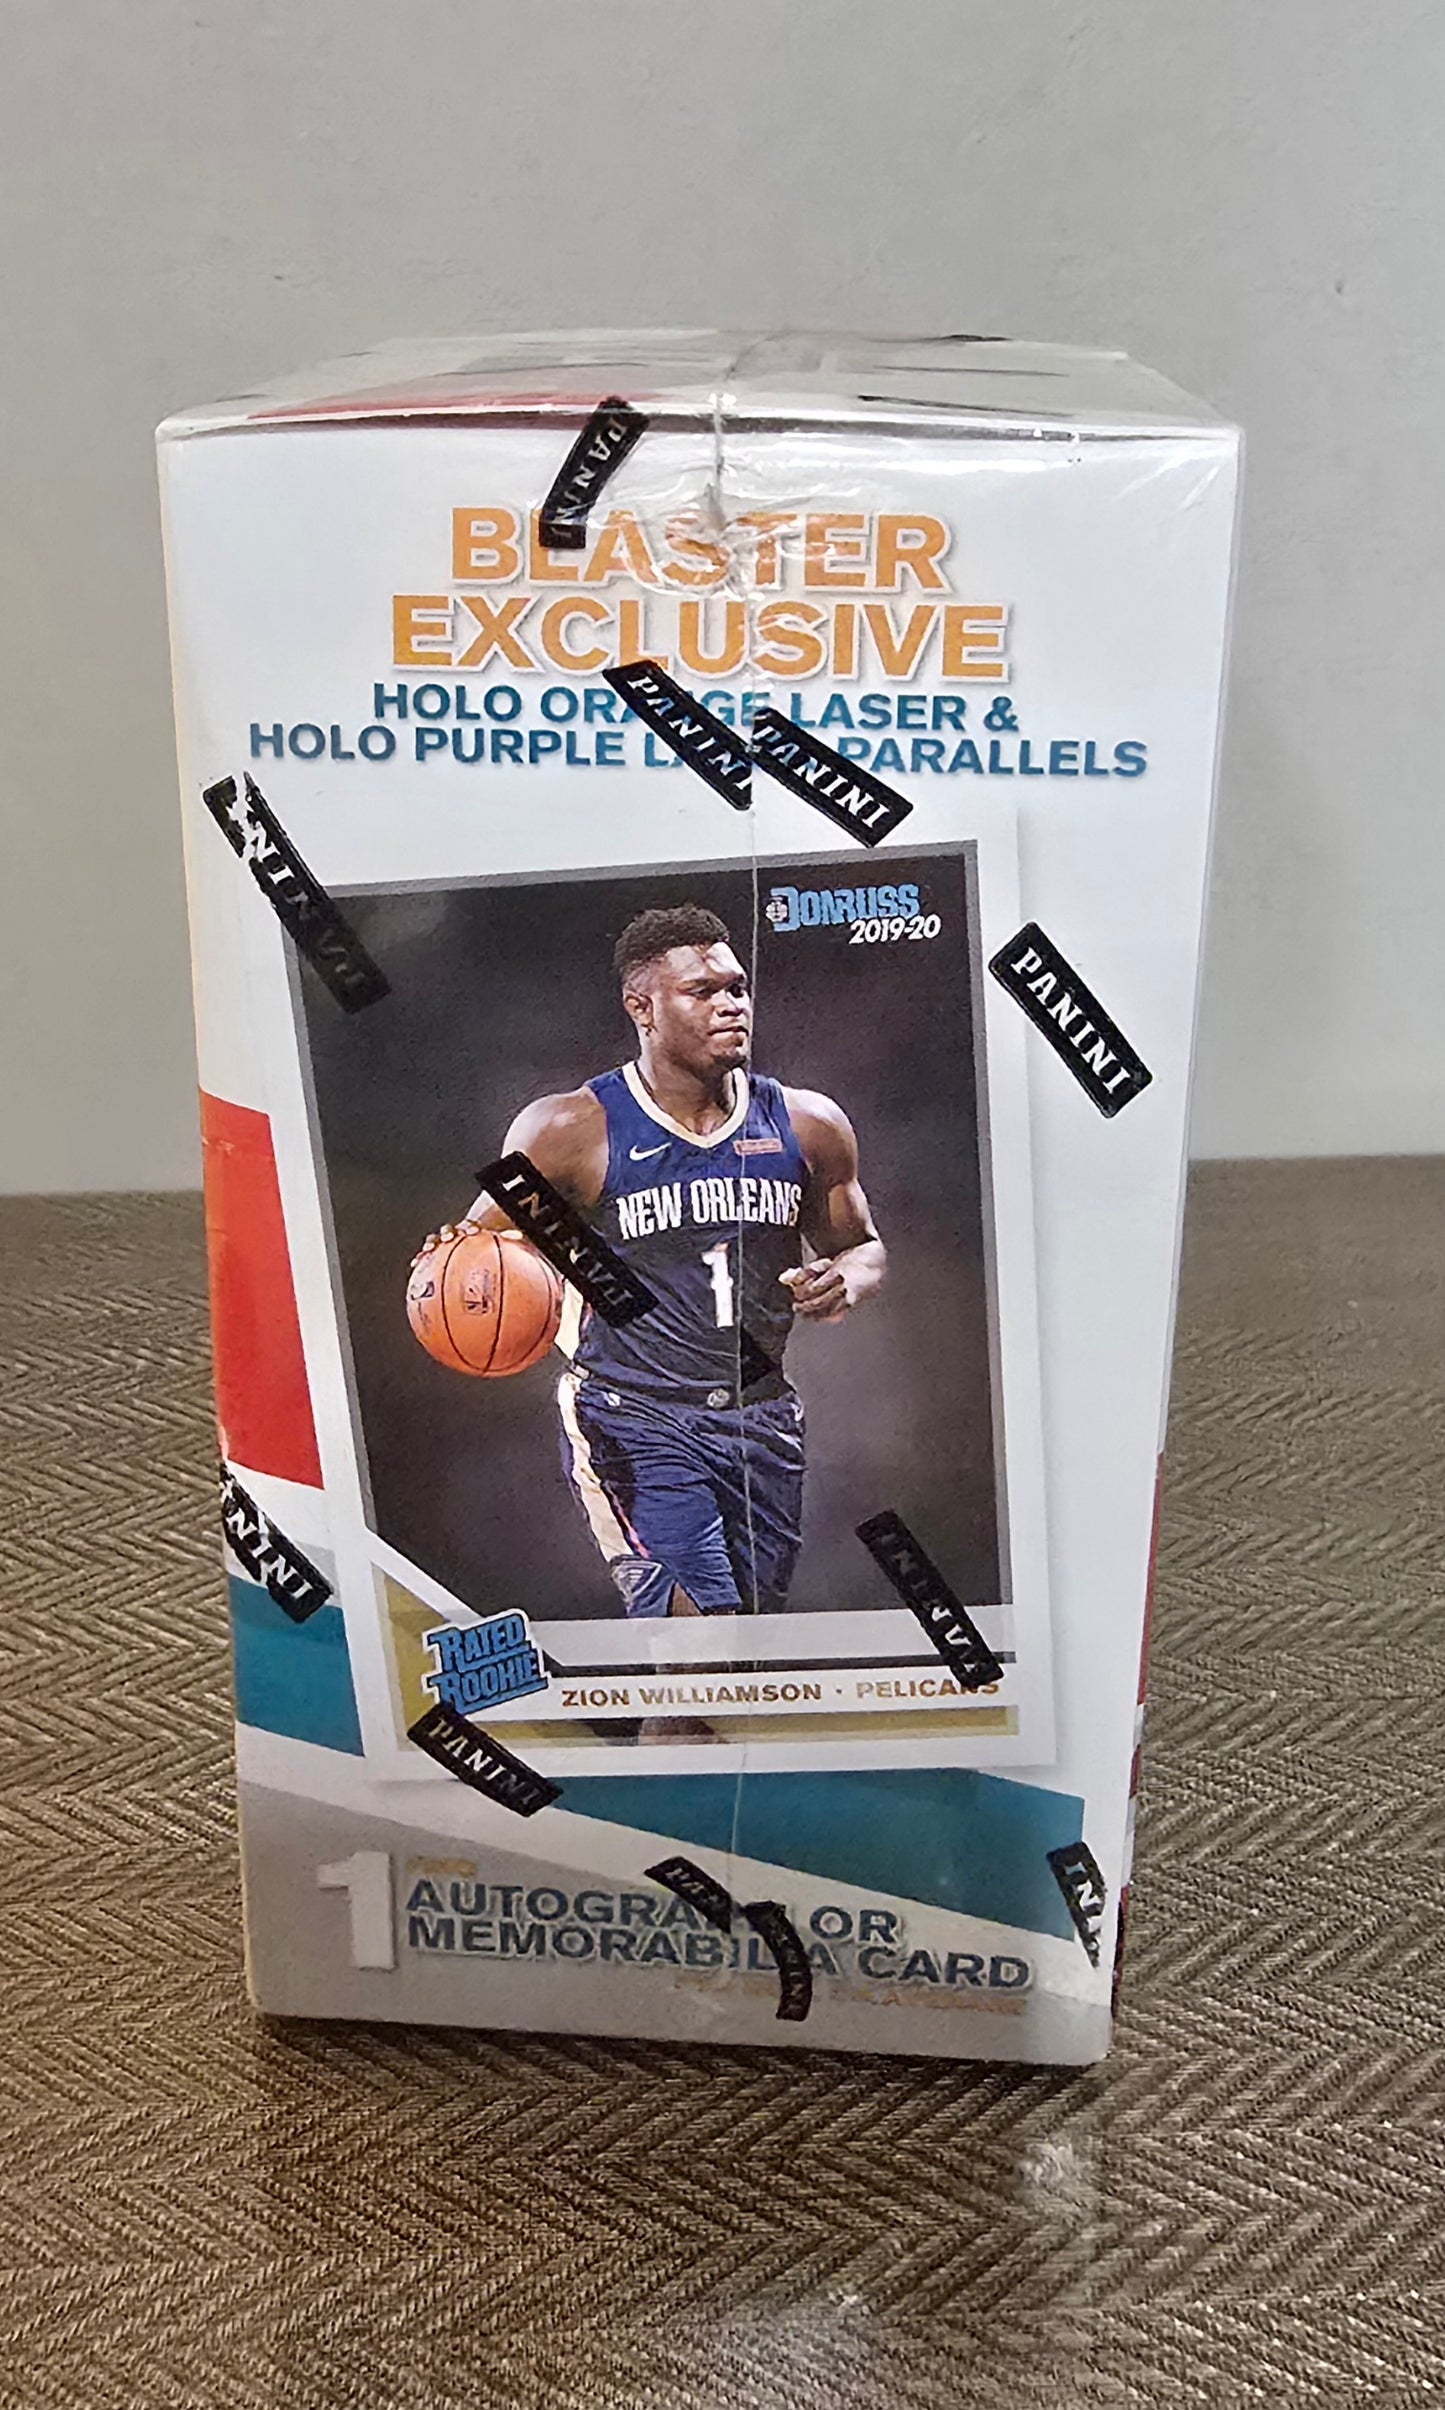 PANINI
BLASTER
EXCLUSIVE
HOLO ORANGE LASER &
HOLO PURPLE LASER PARALLELS
PANINI
PANINI
PANINI
DONRUSS
2019-20
PANINI
NEW ORLEANS
1
PANINI
PANINI
PANINI
RATED
ROOKIE
ZION WILLIAMSON · PELICANS
PANINI
1
AUTOGRAPH OR
MEMORABILIA CARD
PANINI